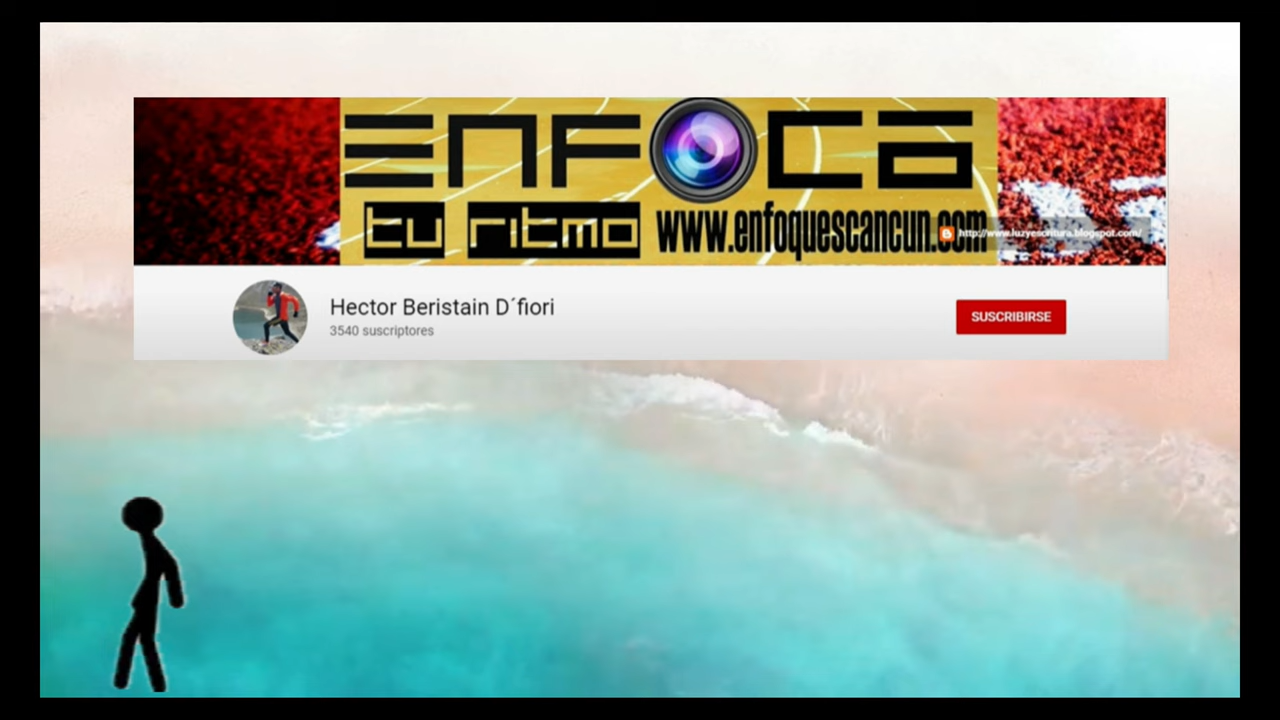 ENFOCA
tu ritmo www.enfoquescancun.com
http://www.luzyescritura.blogspot.com/
Hector Beristain D´fiori
3540 suscriptores
SUSCRIBIRSE